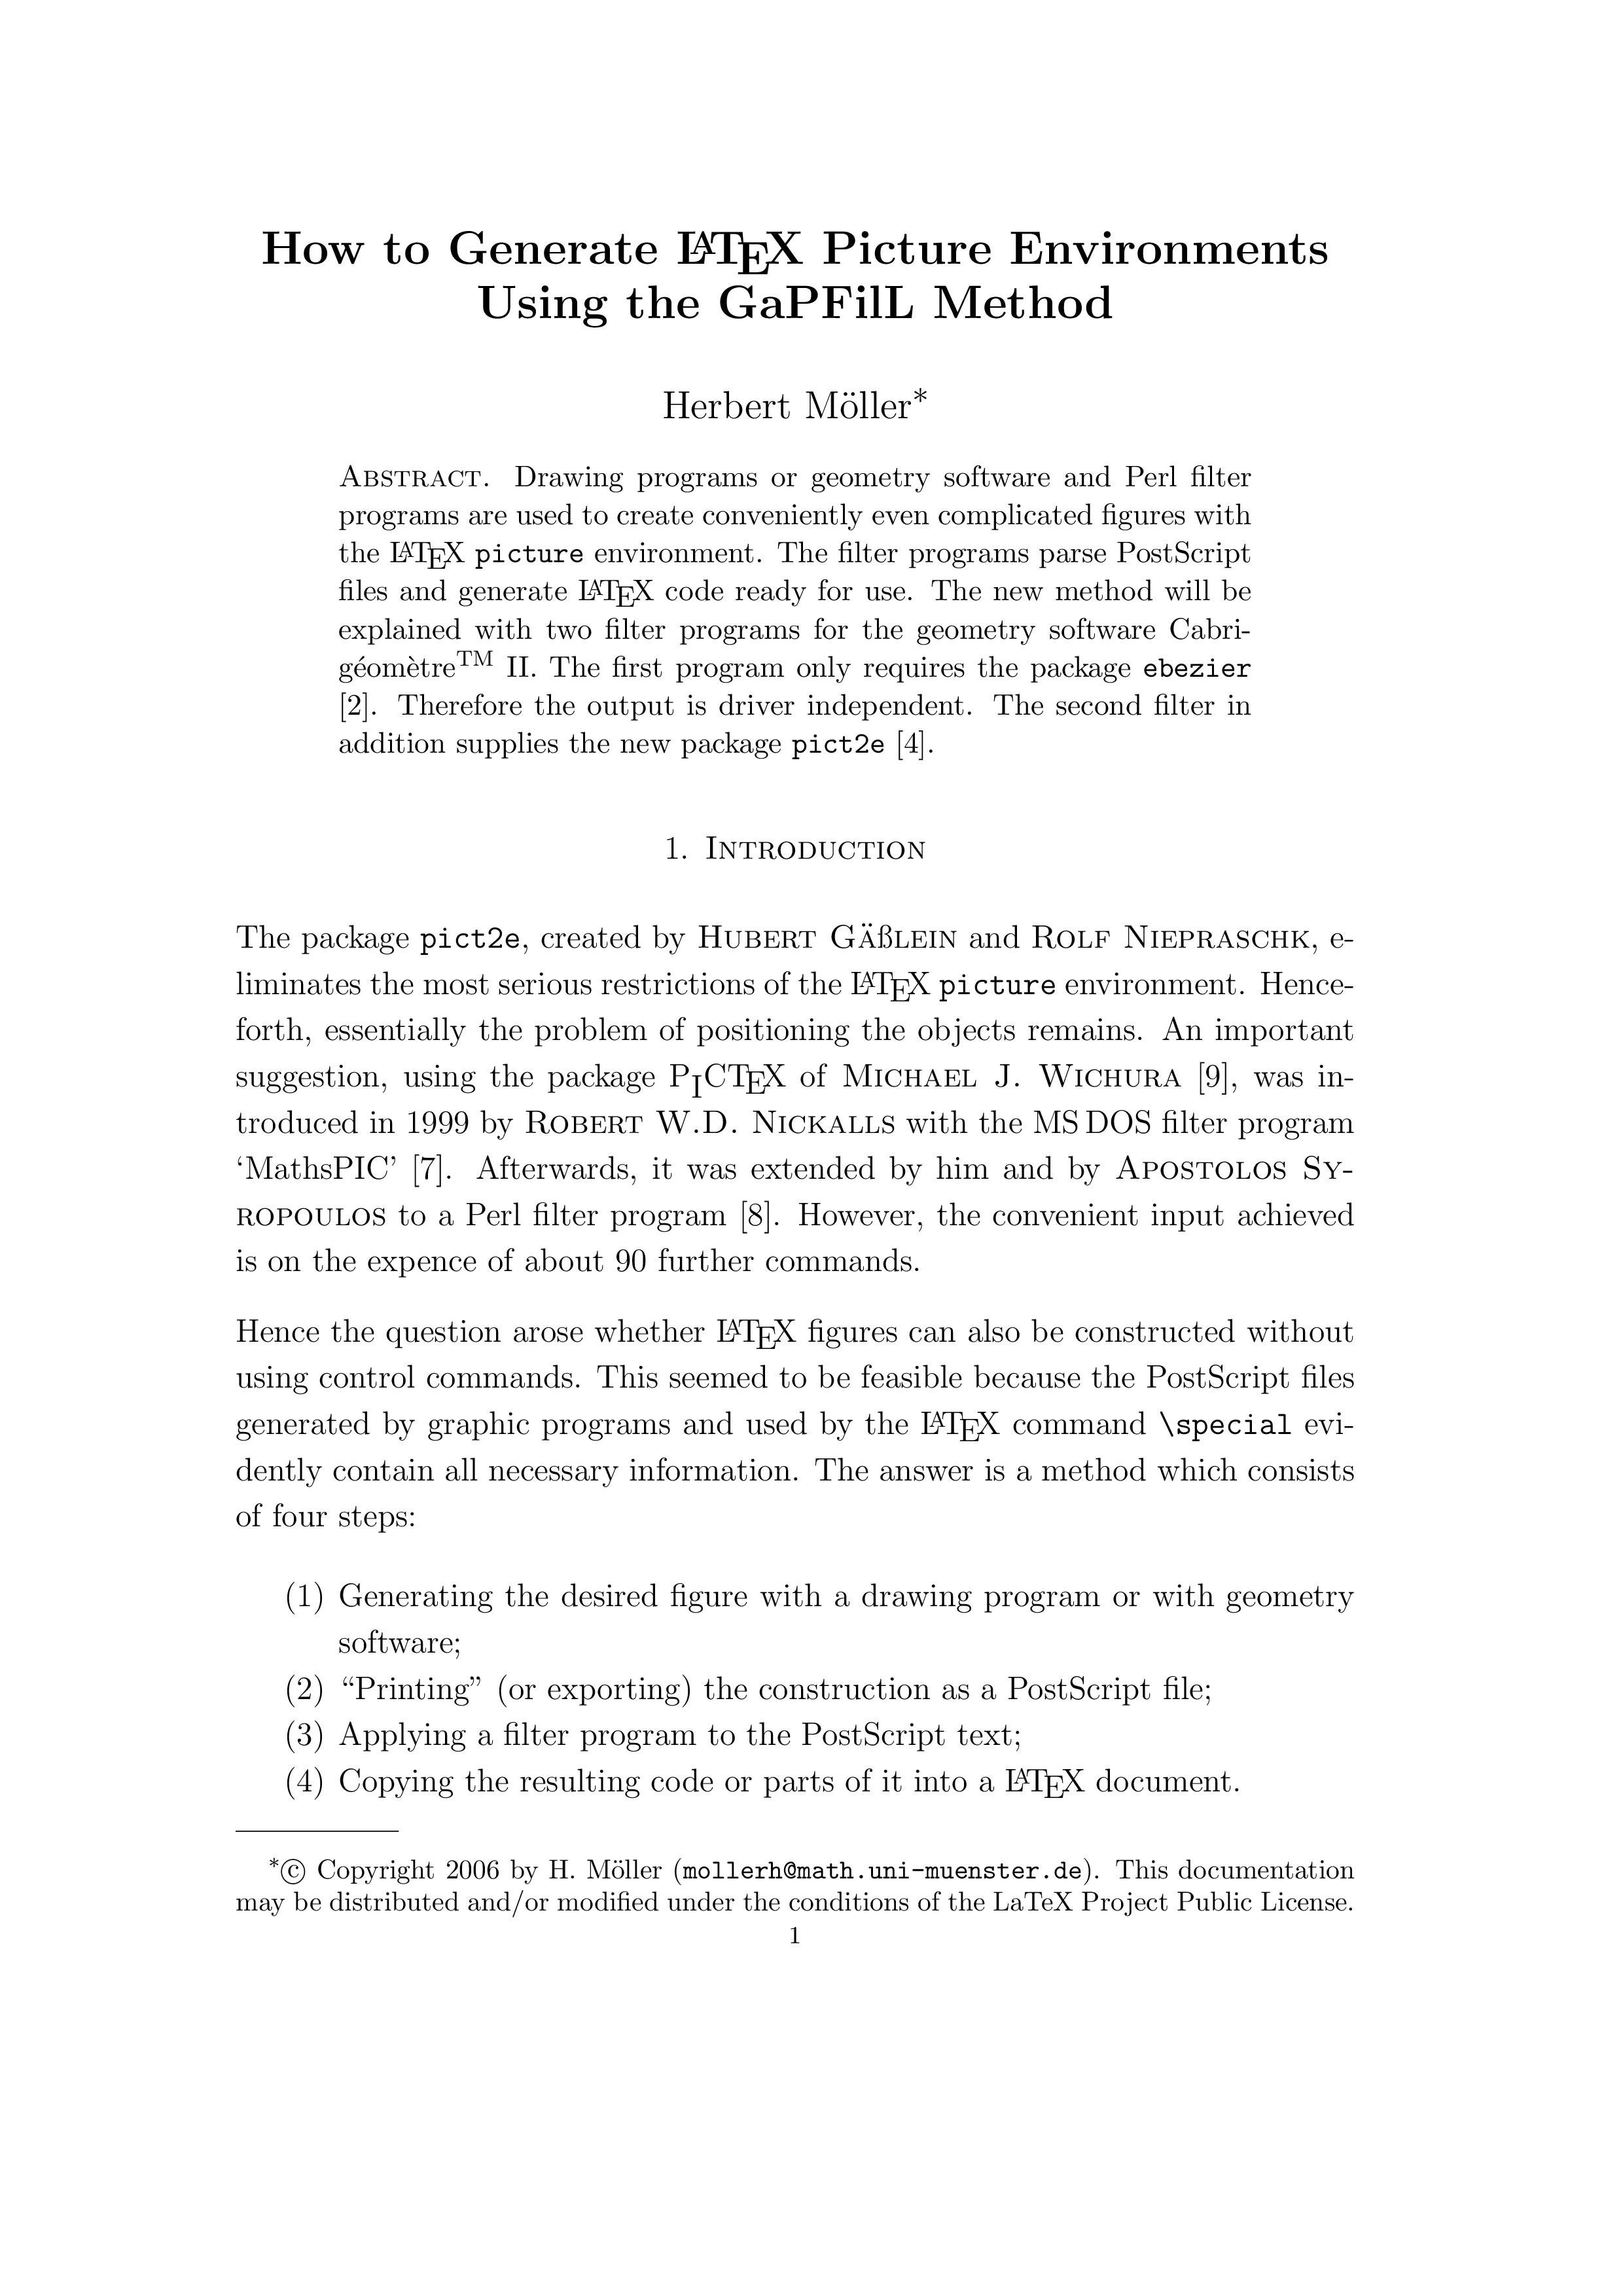 How to Generate LATEX Picture Environments
Using the GaPFilL Method
Herbert Möller*
Abstract. Drawing programs or geometry software and Perl filter
programs are used to create conveniently even complicated figures with
the LATEX picture environment. The filter programs parse PostScript
files and generate LATEX code ready for use. The new method will be
explained with two filter programs for the geometry software Cabri-
géomètre™ II. The first program only requires the package ebezier
[2]. Therefore the output is driver independent. The second filter in
addition supplies the new package pict2e [4].
1. Introduction
The package pict2e, created by Hubert Gäßlein and Rolf Niepraschk, e-
liminates the most serious restrictions of the LATEX picture environment. Hence-
forth, essentially the problem of positioning the objects remains. An important
suggestion, using the package PICTEX of Michael J. Wichura [9], was in-
troduced in 1999 by Robert W.D. Nickalls with the MS DOS filter program
‘MathsPIC’ [7]. Afterwards, it was extended by him and by Apostolos Sy-
ropoulos to a Perl filter program [8]. However, the convenient input achieved
is on the expence of about 90 further commands.
Hence the question arose whether LATEX figures can also be constructed without
using control commands. This seemed to be feasible because the PostScript files
generated by graphic programs and used by the LATEX command \special evi-
dently contain all necessary information. The answer is a method which consists
of four steps:
(1) Generating the desired figure with a drawing program or with geometry
software;
(2) “Printing” (or exporting) the construction as a PostScript file;
(3) Applying a filter program to the PostScript text;
(4) Copying the resulting code or parts of it into a LATEX document.
*© Copyright 2006 by H. Möller (mollerh@math.uni-muenster.de). This documentation
may be distributed and/or modified under the conditions of the LaTeX Project Public License.
1